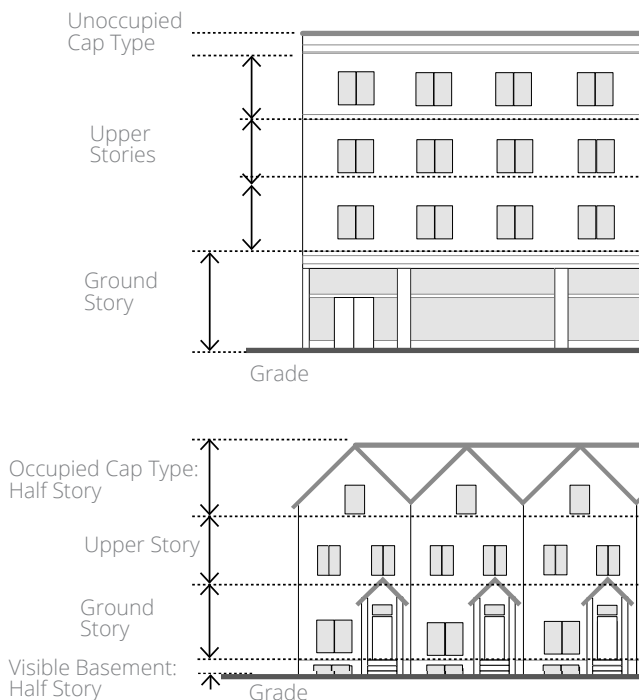 Unoccupied
Cap Type
Upper
Stories
Ground
Story
Grade
Occupied Cap Type:
Half Story
Upper Story
Ground
Story
Visible Basement:
Half Story
Grade